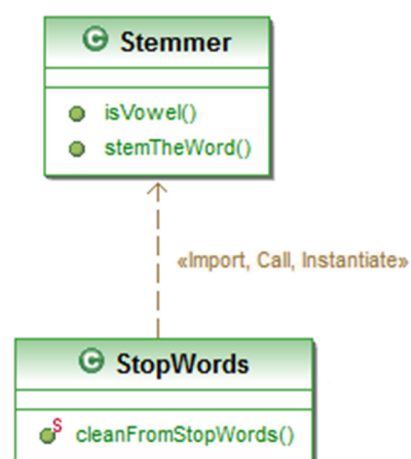 C Stemmer
isVowel()
stemTheWord()
«Import, Call, Instantiate»
C StopWords
S cleanFromStopWords()